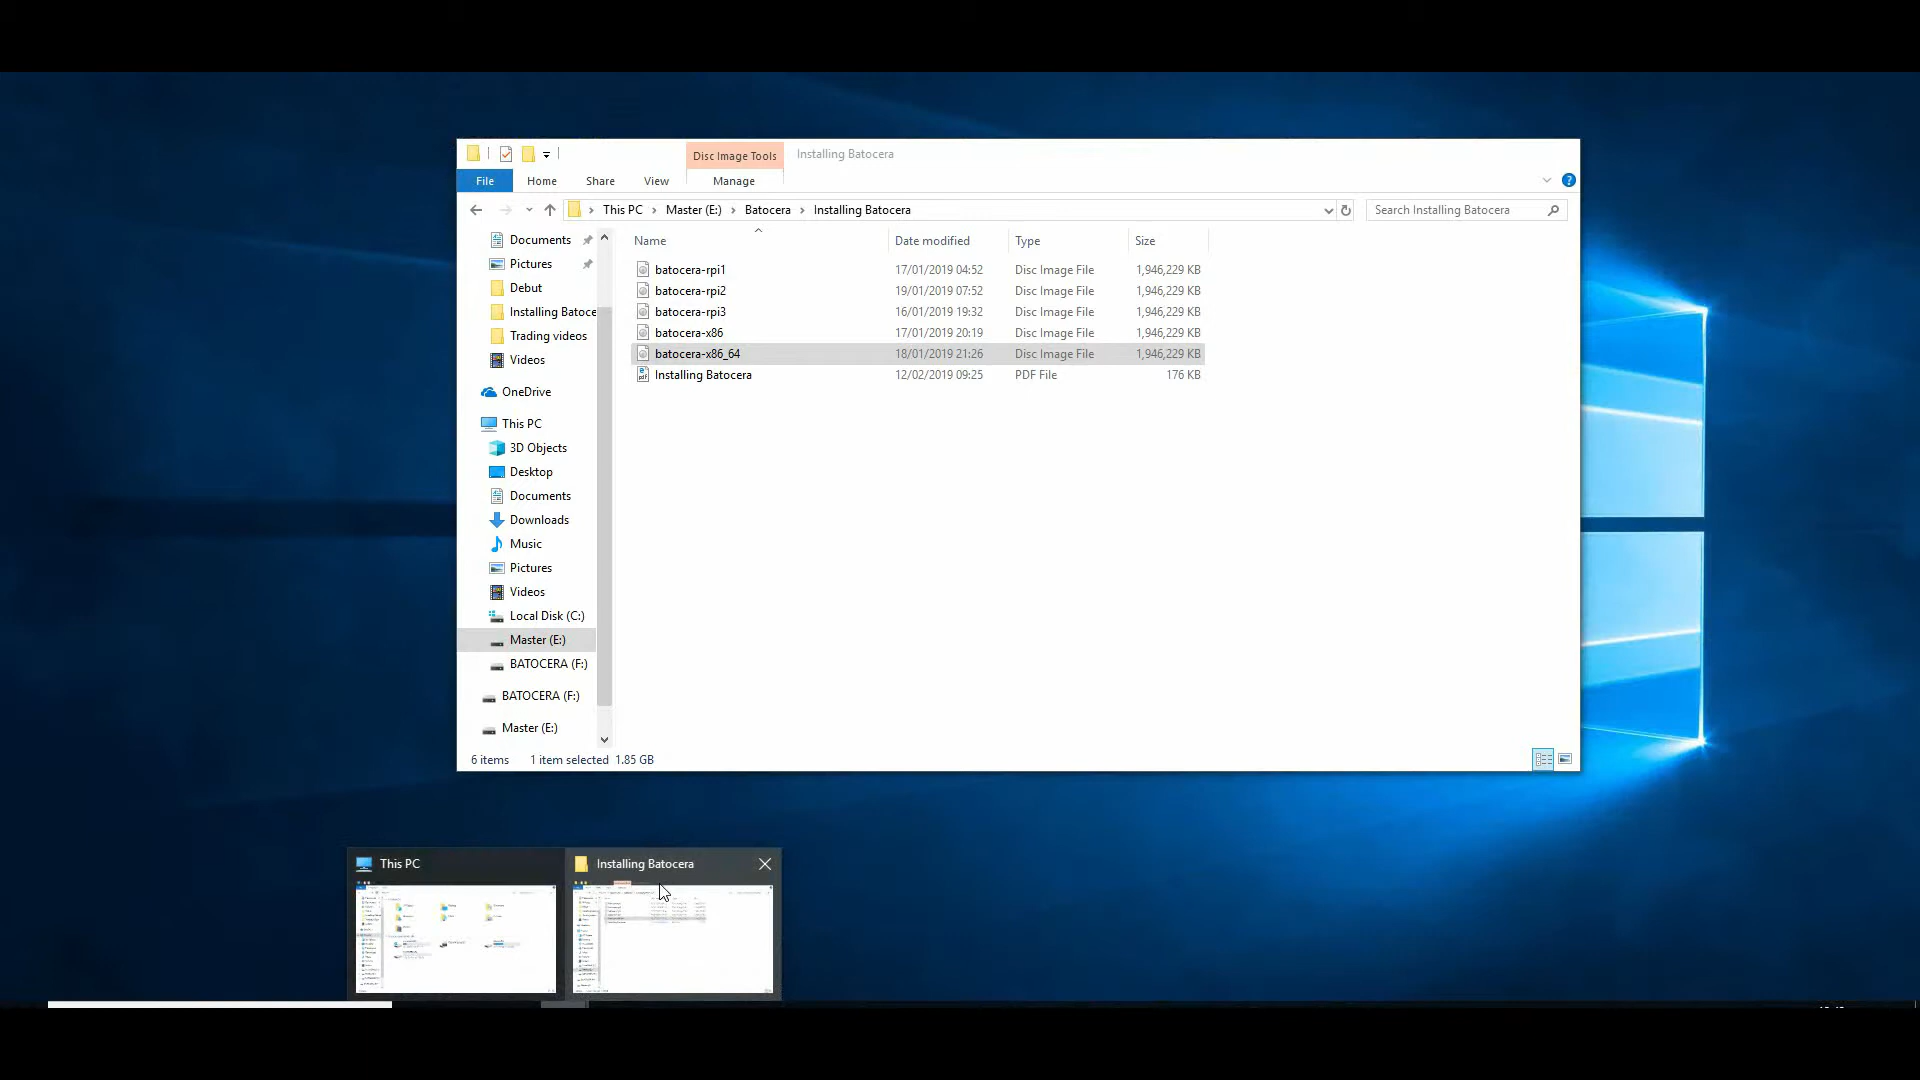 Disc Image Tools Installing Batocera
File Home Share View Manage
This PC Master (E:) Batocera Installing Batocera
Search Installing Batocera
Name Date modified Type Size
batocera-rpi1 17/01/2019 04:52 Disc Image File 1,946,229 KB
batocera-rpi2 19/01/2019 07:52 Disc Image File 1,946,229 KB
batocera-rpi3 16/01/2019 19:32 Disc Image File 1,946,229 KB
batocera-x86 17/01/2019 20:19 Disc Image File 1,946,229 KB
batocera-x86_64 18/01/2019 21:26 Disc Image File 1,946,229 KB
Installing Batocera 12/02/2019 09:25 PDF File 176 KB
Documents
Pictures
Debut
Installing Batoce
Trading videos
Videos
OneDrive
This PC
3D Objects
Desktop
Documents
Downloads
Music
Pictures
Videos
Local Disk (C:)
Master (E:)
BATOCERA (F:)
BATOCERA (F:)
Master (E:)
6 items 1 item selected 1.85 GB
This PC
Installing Batocera